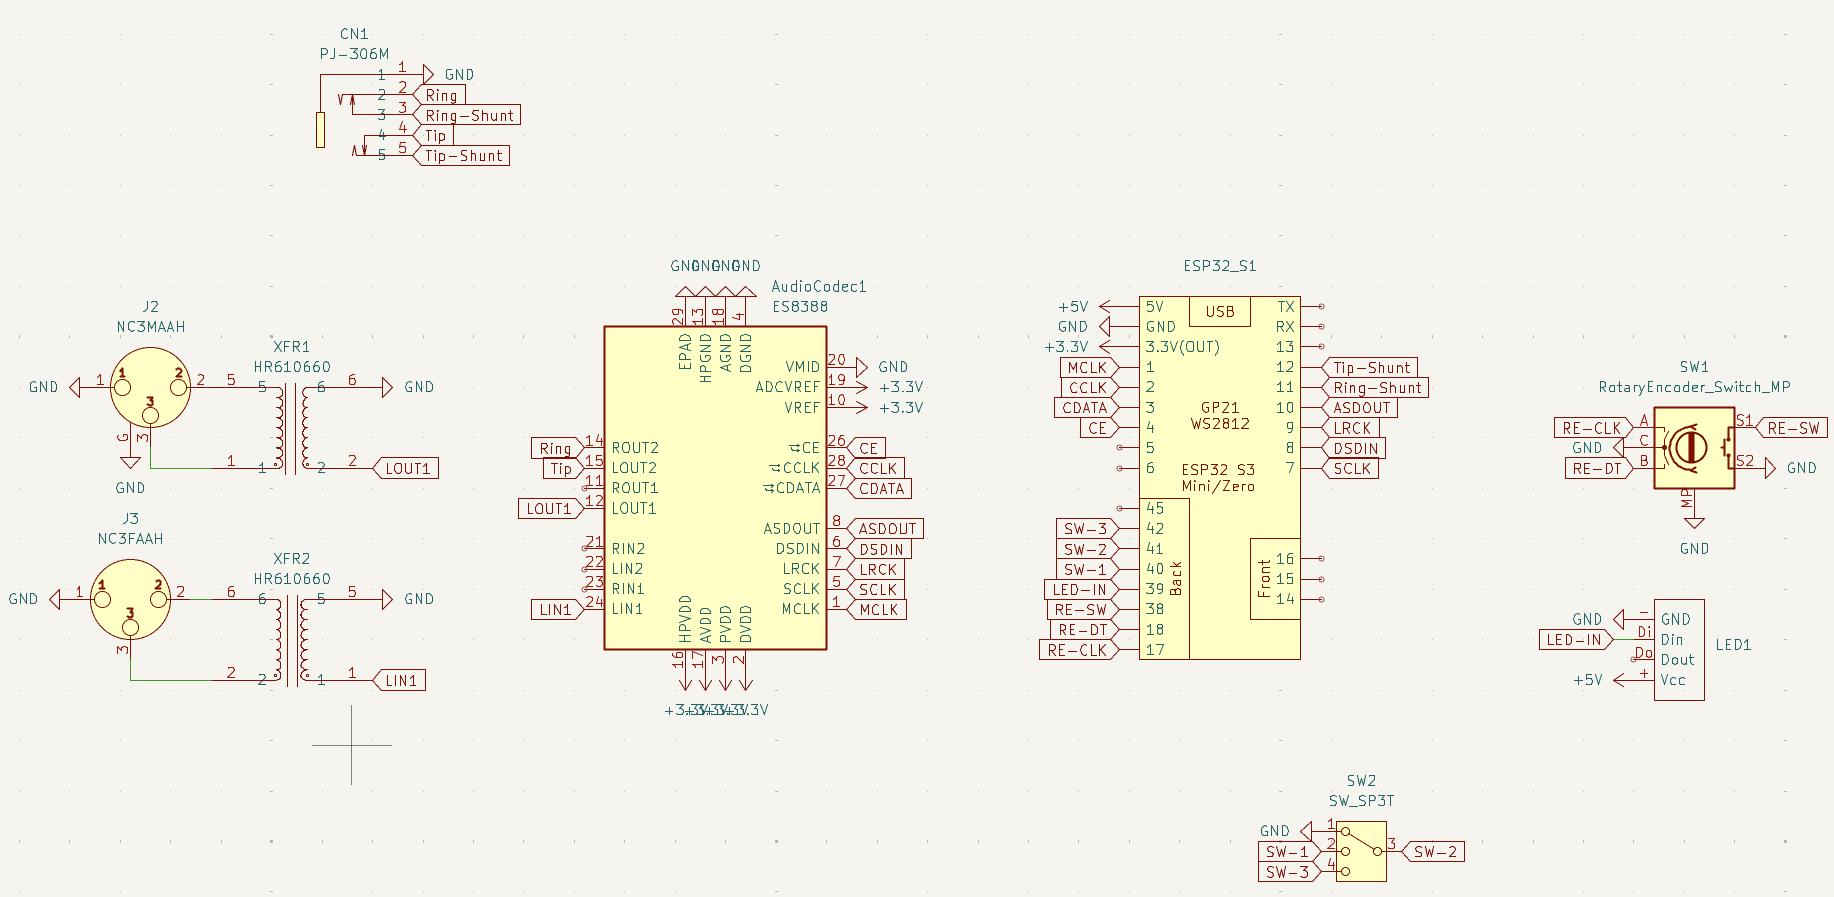 CN1
PJ-306M
1 1 GND
2 2 Ring
3 3 Ring-Shunt
4 4 Tip
5 5 Tip-Shunt
J2
NC3MAAH
GND 1 1 2 2
3
G 3
GND
XFR1
HR610660
5 5 6 6 GND
1 1 2 2 LOUT1
J3
NC3FAAH
GND 1 1 2 2
3
3
XFR2
HR610660
6 6 5 5 GND
2 2 1 1 LIN1
GND GND GND GND
AudioCodec1
ES8388
29 13 18 4
EPAD HPGND AGND DGND
VMID 20 GND
ADCVREF 19 +3.3V
VREF 10 +3.3V
Ring 14 ROUT2
Tip 15 LOUT2
11 ROUT1
LOUT1 12 LOUT1
21 RIN2
22 LIN2
23 RIN1
LIN1 24 LIN1
CE 26 CE
CCLK 28 CCLK
CDATA 27 CDATA
ASDOUT 8 ASDOUT
DSDIN 6 DSDIN
LRCK 7 LRCK
SCLK 5 SCLK
MCLK 1 MCLK
HPVDD AVDD PVDD DVDD
16 17 3 2
+3.3V +3.3V +3.3V +3.3V
ESP32_S1
USB
+5V 5V
GND GND
+3.3V 3.3V(OUT)
MCLK 1
CCLK 2
CDATA 3
CE 4
5
6
45
SW-3 42
SW-2 41
SW-1 40
LED-IN 39
RE-SW 38
RE-DT 18
RE-CLK 17
Back
GP21
WS2812
ESP32 S3
Mini/Zero
TX
RX
13
12 Tip-Shunt
11 Ring-Shunt
10 ASDOUT
9 LRCK
8 DSDIN
7 SCLK
Front
16
15
14
SW1
RotaryEncoder_Switch_MP
RE-CLK A
GND C
RE-DT B
S1 RE-SW
S2 GND
MP
GND
GND - GND
LED-IN Di Din
Do Dout
+5V + Vcc
LED1
SW2
SW_SP3T
GND 1
SW-1 2
SW-3 4
3 SW-2